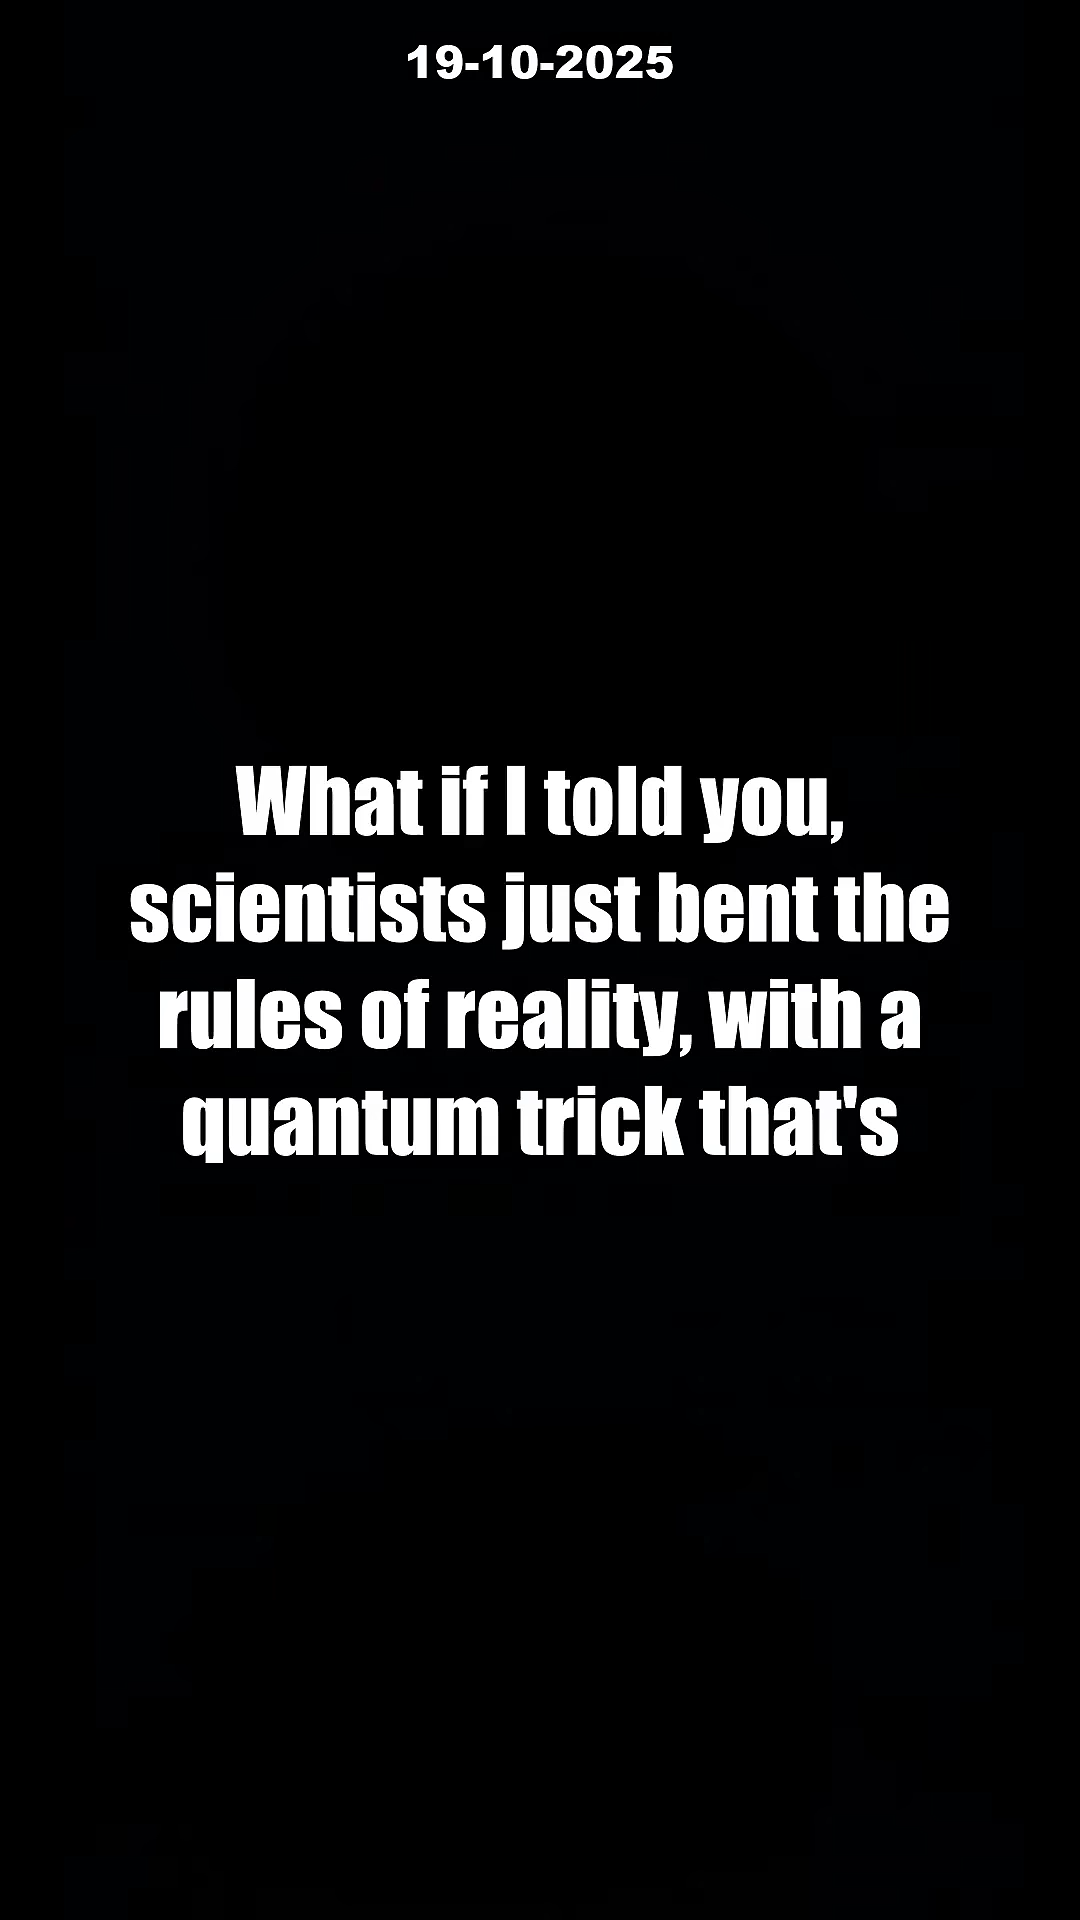 19-10-2025
What if I told you,
scientists just bent the
rules of reality, with a
quantum trick that's